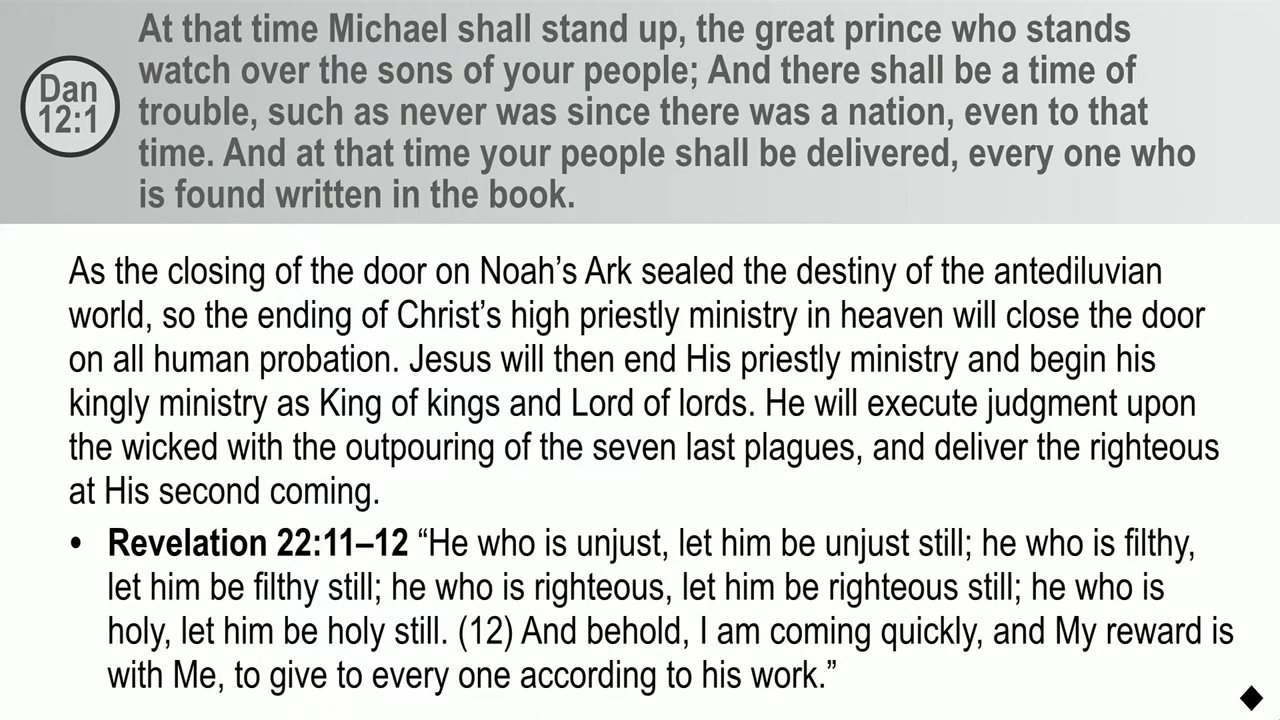 Dan
12:1
At that time Michael shall stand up, the great prince who stands
watch over the sons of your people; And there shall be a time of
trouble, such as never was since there was a nation, even to that
time. And at that time your people shall be delivered, every one who
is found written in the book.
As the closing of the door on Noah’s Ark sealed the destiny of the antediluvian
world, so the ending of Christ’s high priestly ministry in heaven will close the door
on all human probation. Jesus will then end His priestly ministry and begin his
kingly ministry as King of kings and Lord of lords. He will execute judgment upon
the wicked with the outpouring of the seven last plagues, and deliver the righteous
at His second coming.
• Revelation 22:11–12 “He who is unjust, let him be unjust still; he who is filthy,
let him be filthy still; he who is righteous, let him be righteous still; he who is
holy, let him be holy still. (12) And behold, I am coming quickly, and My reward is
with Me, to give to every one according to his work.”